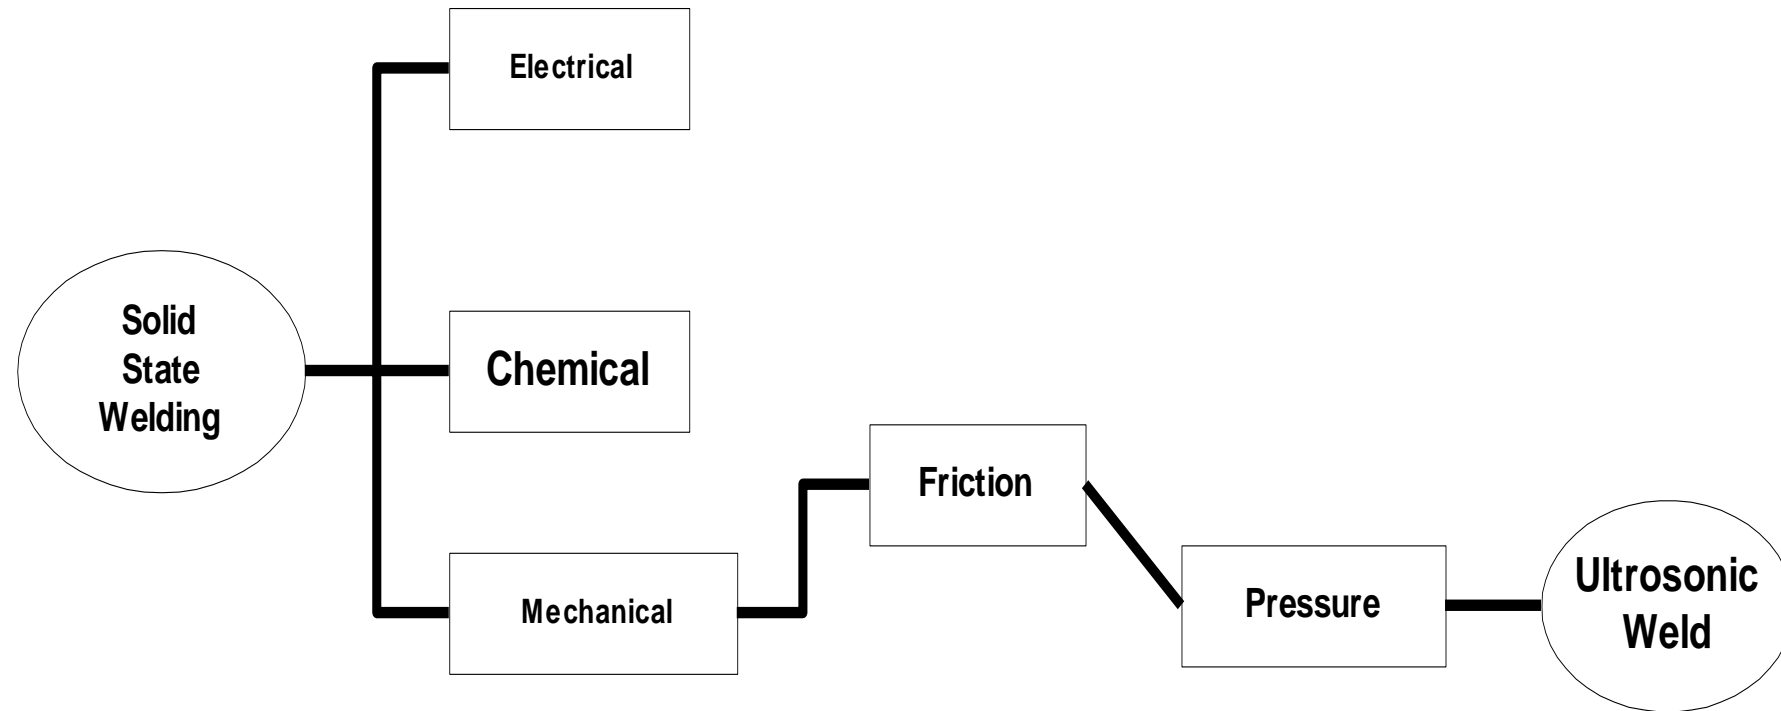 Electrical
Solid
State
Welding
Chemical
Friction
Mechanical
Pressure
Ultrosonic
Weld